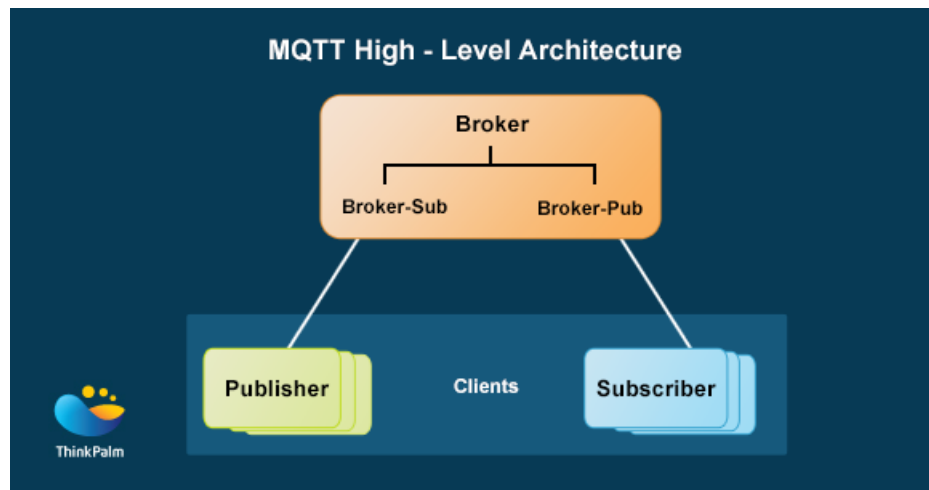 MQTT High - Level Architecture
Broker
Broker-Sub Broker-Pub
Publisher Clients Subscriber
ThinkPalm